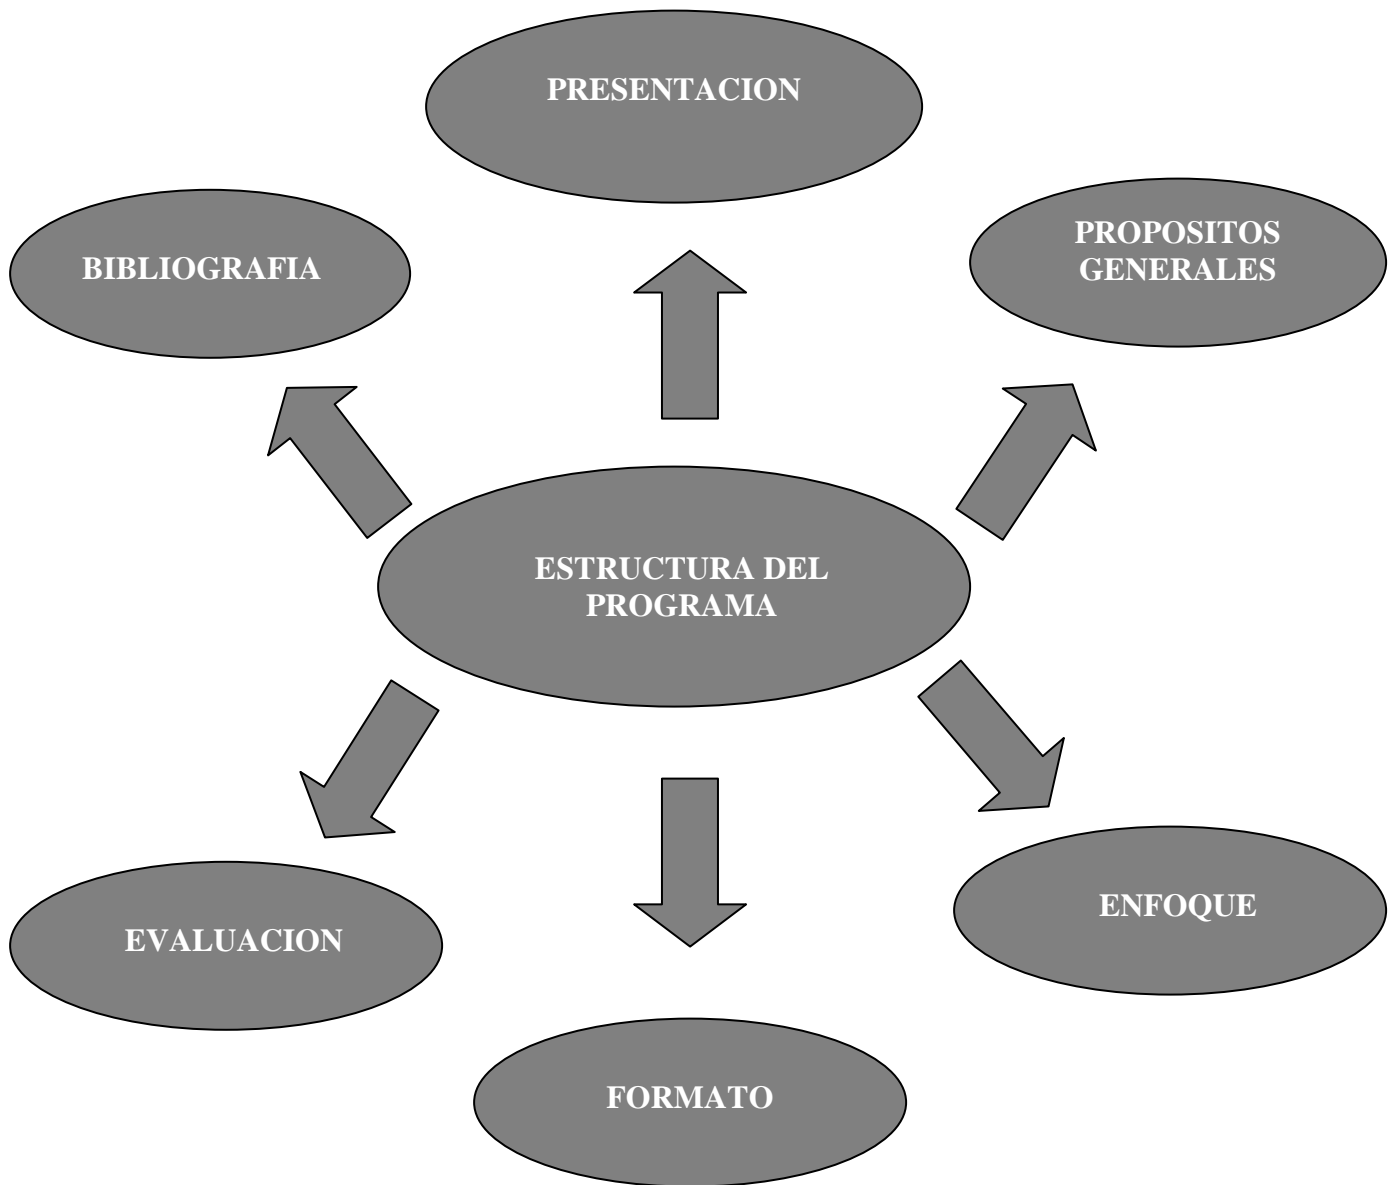 PRESENTACION
PROPOSITOS
GENERALES
BIBLIOGRAFIA
ESTRUCTURA DEL
PROGRAMA
ENFOQUE
EVALUACION
FORMATO